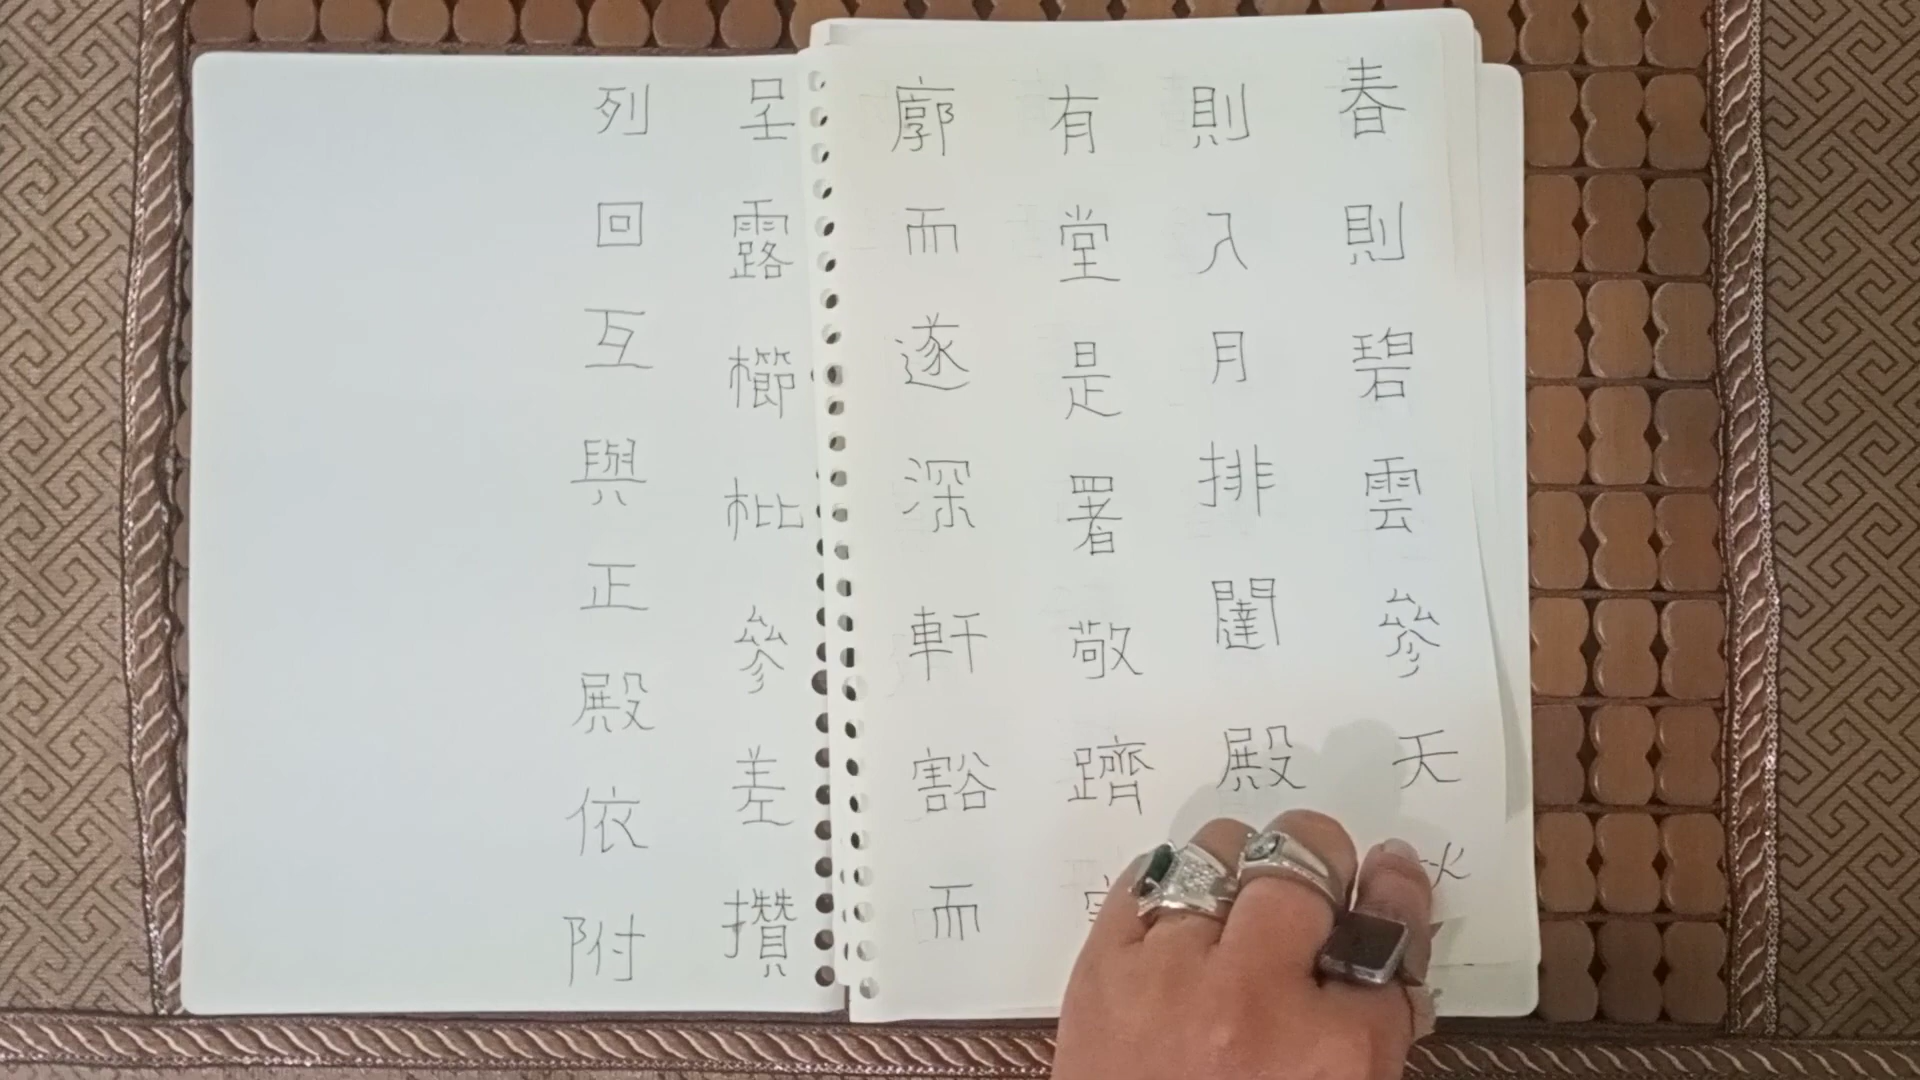 春則碧雲參天秋
則入月排闥殿
有堂是署敬躋
廓而遂深軒豁而
呈露櫛枇參差攢
列回互與正殿依附